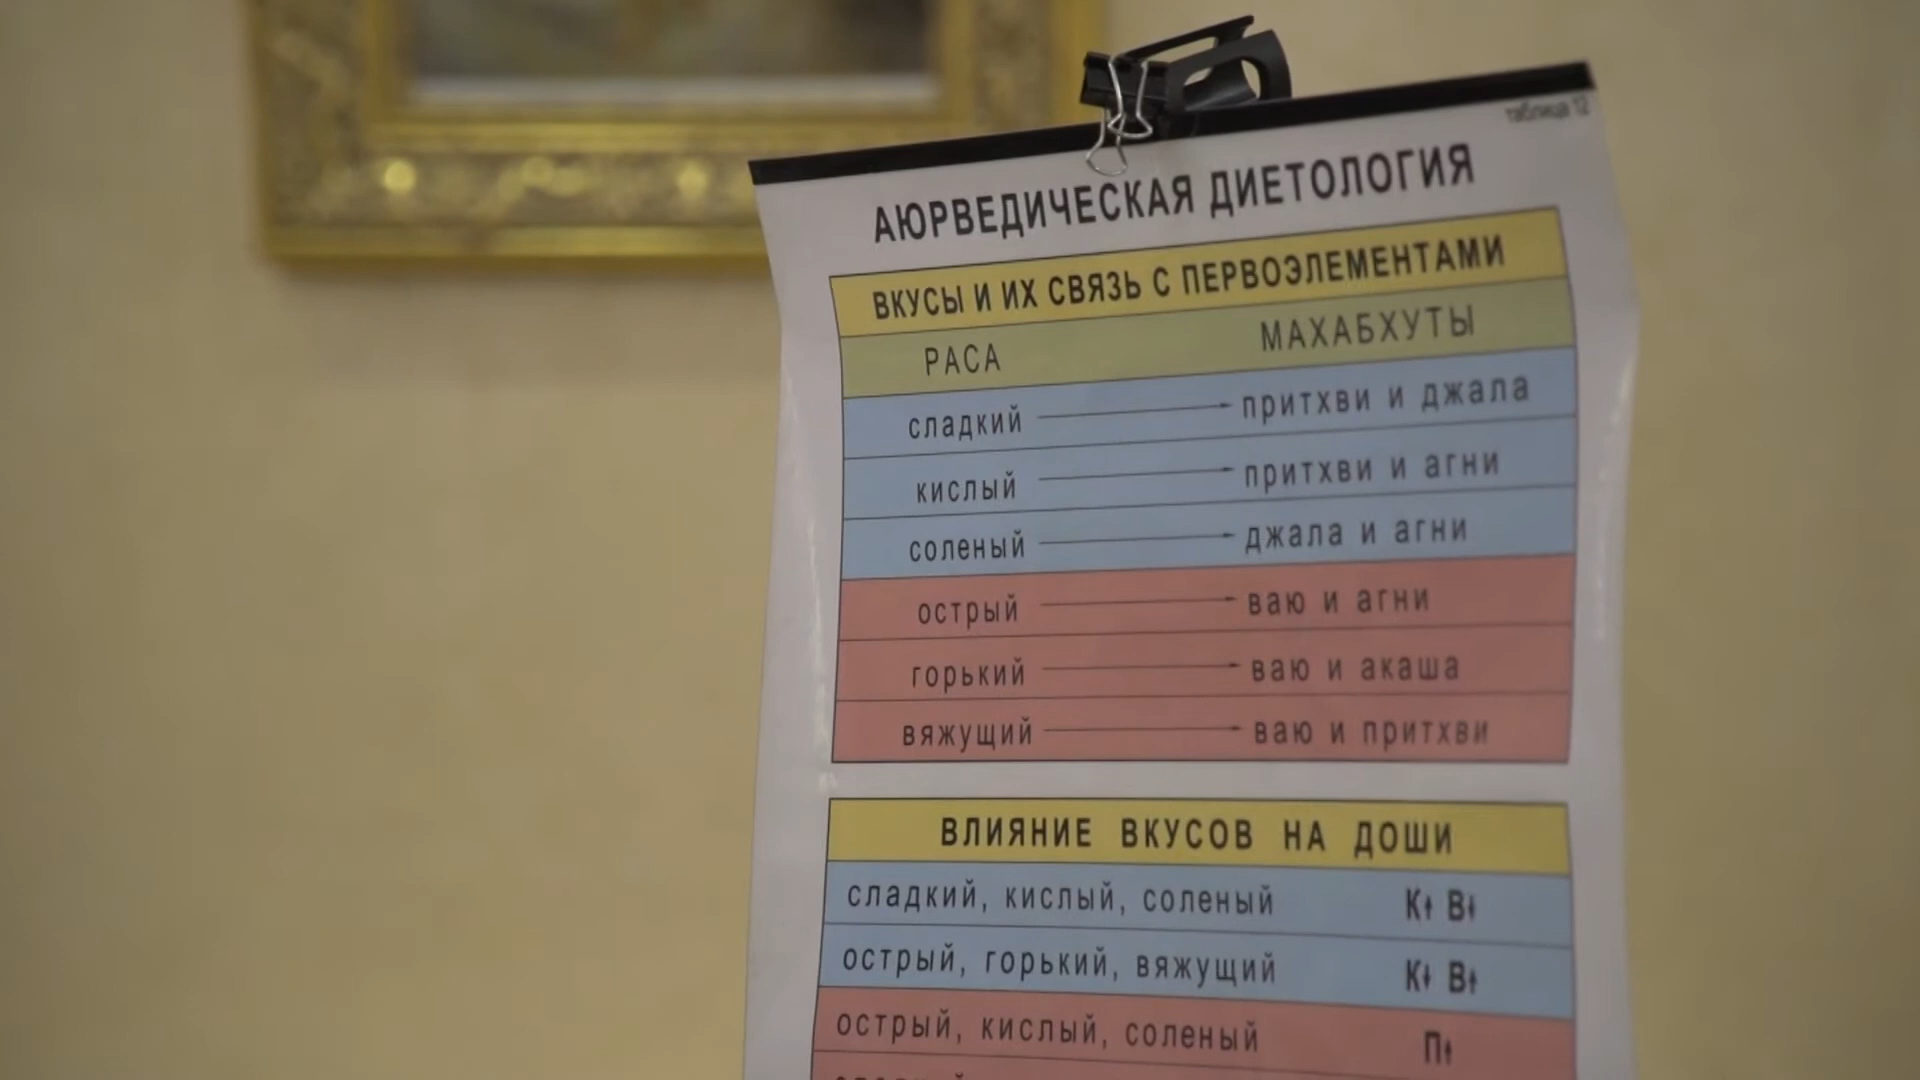 таблица 12
АЮРВЕДИЧЕСКАЯ ДИЕТОЛОГИЯ
ВКУСЫ И ИХ СВЯЗЬ С ПЕРВОЭЛЕМЕНТАМИ
РАСА МАХАБХУТЫ
сладкий → притхви и джала
кислый → притхви и агни
соленый → джала и агни
острый → ваю и агни
горький → ваю и акаша
вяжущий → ваю и притхви
ВЛИЯНИЕ ВКУСОВ НА ДОШИ
сладкий, кислый, соленый К↑ В↓
острый, горький, вяжущий К↓ В↑
острый, кислый, соленый П↑